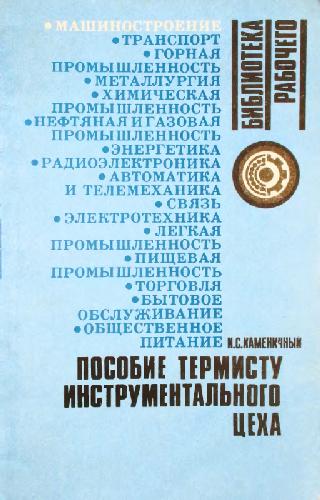 • МАШИНОСТРОЕНИЕ
• ТРАНСПОРТ
• ГОРНАЯ
ПРОМЫШЛЕННОСТЬ
• МЕТАЛЛУРГИЯ
• ХИМИЧЕСКАЯ
ПРОМЫШЛЕННОСТЬ
• НЕФТЯНАЯ И ГАЗОВАЯ
ПРОМЫШЛЕННОСТЬ
• ЭНЕРГЕТИКА
• РАДИОЭЛЕКТРОНИКА
• АВТОМАТИКА
И ТЕЛЕМЕХАНИКА
• СВЯЗЬ
• ЭЛЕКТРОТЕХНИКА
• ЛЕГКАЯ
ПРОМЫШЛЕННОСТЬ
• ПИЩЕВАЯ
ПРОМЫШЛЕННОСТЬ
• ТОРГОВЛЯ
• БЫТОВОЕ
ОБСЛУЖИВАНИЕ
• ОБЩЕСТВЕННОЕ
ПИТАНИЕ
БИБЛИОТЕКА
РАБОЧЕГО
И.С.КАМЕНИЧНЫЙ
ПОСОБИЕ ТЕРМИСТУ
ИНСТРУМЕНТАЛЬНОГО
ЦЕХА